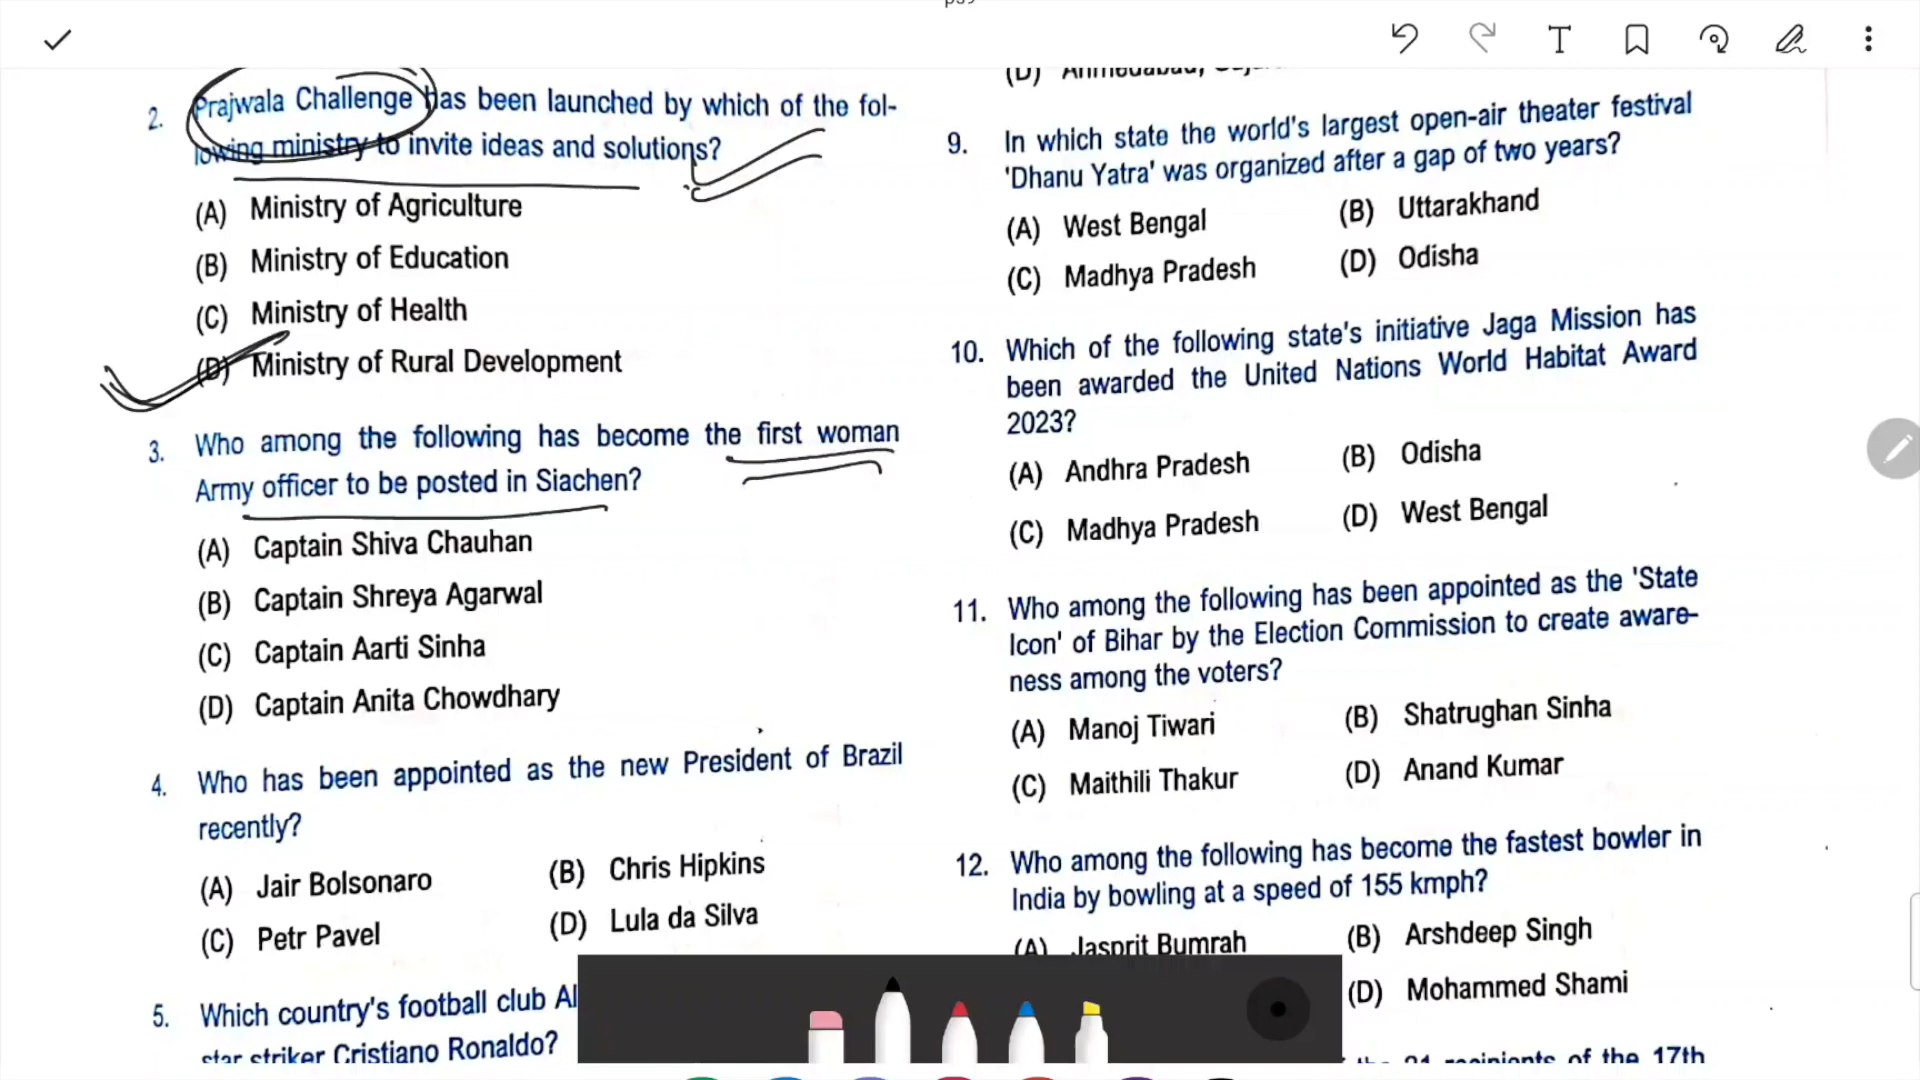 2. Prajwala Challenge has been launched by which of the fol-
lowing ministry to invite ideas and solutions?
(A) Ministry of Agriculture
(B) Ministry of Education
(C) Ministry of Health
(D) Ministry of Rural Development
3. Who among the following has become the first woman
Army officer to be posted in Siachen?
(A) Captain Shiva Chauhan
(B) Captain Shreya Agarwal
(C) Captain Aarti Sinha
(D) Captain Anita Chowdhary
4. Who has been appointed as the new President of Brazil
recently?
(A) Jair Bolsonaro (B) Chris Hipkins
(C) Petr Pavel (D) Lula da Silva
5. Which country's football club Al
star striker Cristiano Ronaldo?
(D) Ahmedabad,
9. In which state the world's largest open-air theater festival
'Dhanu Yatra' was organized after a gap of two years?
(A) West Bengal (B) Uttarakhand
(C) Madhya Pradesh (D) Odisha
10. Which of the following state's initiative Jaga Mission has
been awarded the United Nations World Habitat Award
2023?
(A) Andhra Pradesh (B) Odisha
(C) Madhya Pradesh (D) West Bengal
11. Who among the following has been appointed as the 'State
Icon' of Bihar by the Election Commission to create aware-
ness among the voters?
(A) Manoj Tiwari (B) Shatrughan Sinha
(C) Maithili Thakur (D) Anand Kumar
12. Who among the following has become the fastest bowler in
India by bowling at a speed of 155 kmph?
(A) Jasprit Bumrah (B) Arshdeep Singh
(D) Mohammed Shami
the 21 recipients of the 17th